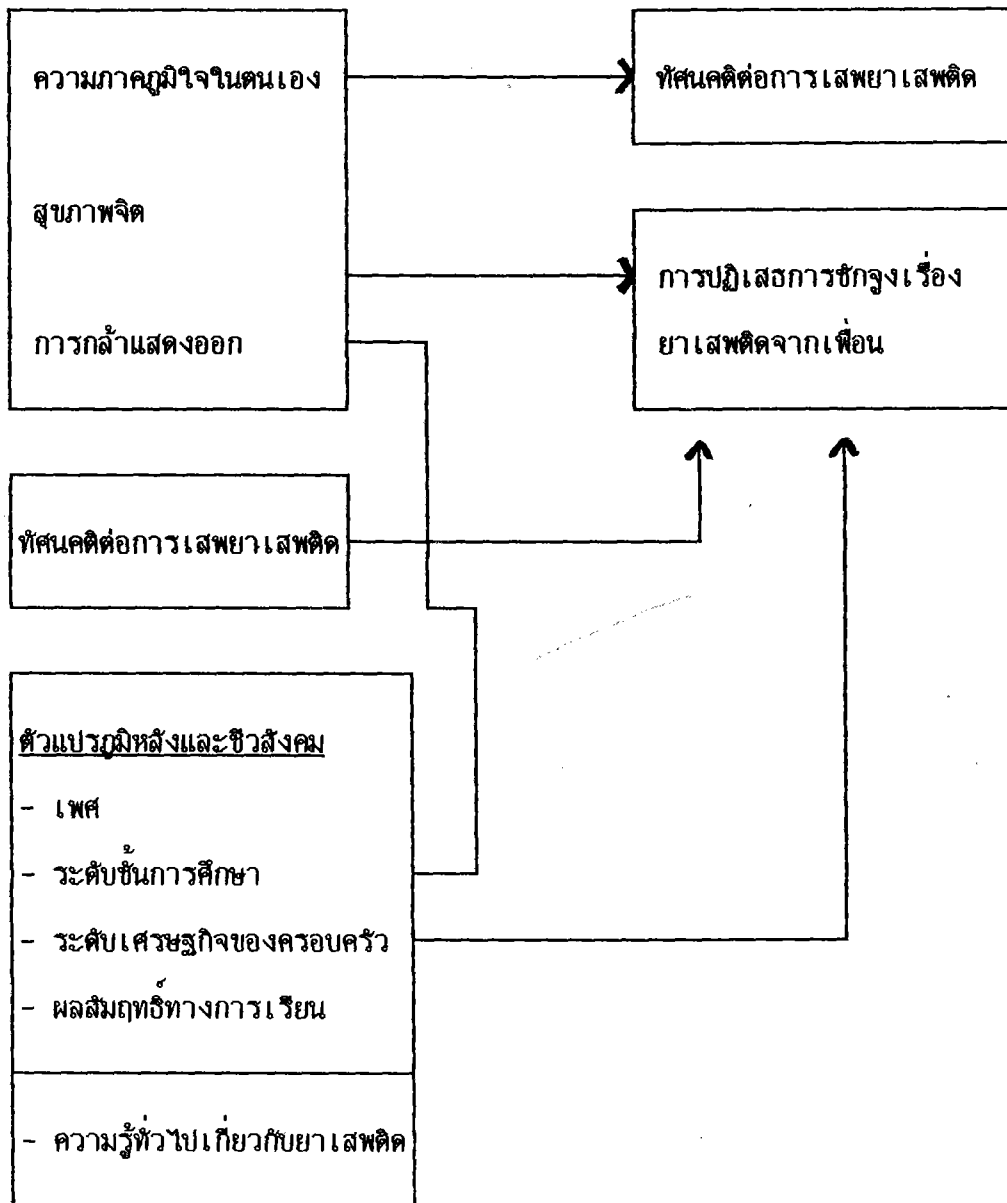 ความภาคภูมิใจในตนเอง
สุขภาพจิต
การกล้าแสดงออก
ทัศนคติต่อการเสพยาเสพติด
การปฏิเสธการชักจูงเรื่อง
ยาเสพติดจากเพื่อน
ทัศนคติต่อการเสพยาเสพติด
ตัวแปรภูมิหลังและชีวสังคม
- เพศ
- ระดับชั้นการศึกษา
- ระดับเศรษฐกิจของครอบครัว
- ผลสัมฤทธิ์ทางการเรียน
- ความรู้ทั่วไปเกี่ยวกับยาเสพติด